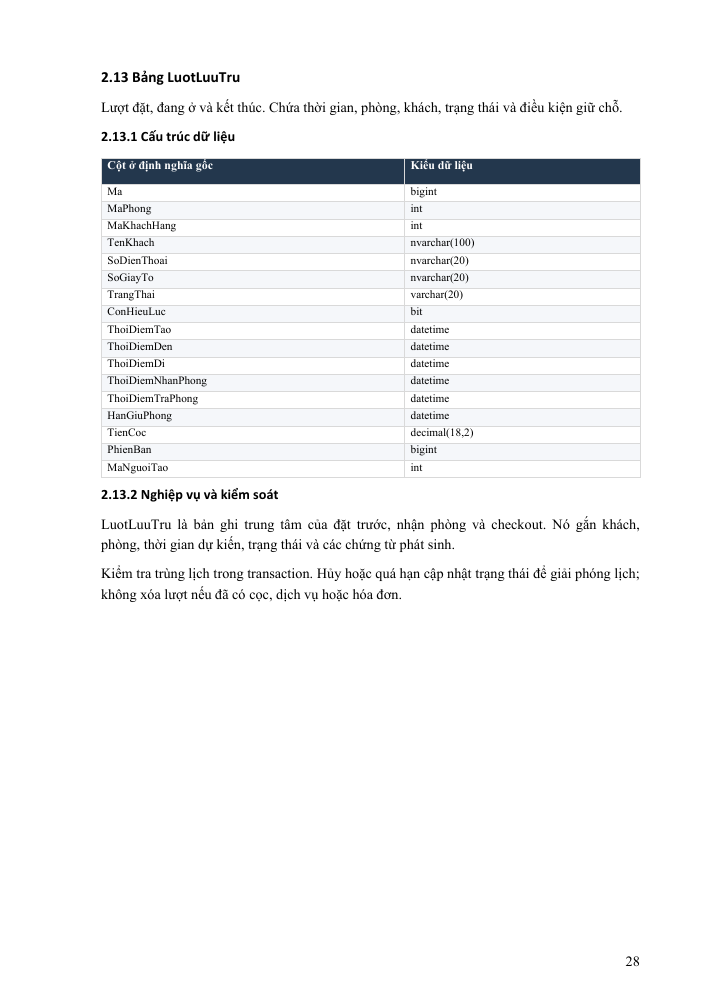 2.13 Bảng LuotLuuTru
Lượt đặt, đang ở và kết thúc. Chứa thời gian, phòng, khách, trạng thái và điều kiện giữ chỗ.
2.13.1 Cấu trúc dữ liệu
Cột ở định nghĩa gốc Kiểu dữ liệu
Ma bigint
MaPhong int
MaKhachHang int
TenKhach nvarchar(100)
SoDienThoai nvarchar(20)
SoGiayTo nvarchar(20)
TrangThai varchar(20)
ConHieuLuc bit
ThoiDiemTao datetime
ThoiDiemDen datetime
ThoiDiemDi datetime
ThoiDiemNhanPhong datetime
ThoiDiemTraPhong datetime
HanGiuPhong datetime
TienCoc decimal(18,2)
PhienBan bigint
MaNguoiTao int
2.13.2 Nghiệp vụ và kiểm soát
LuotLuuTru là bản ghi trung tâm của đặt trước, nhận phòng và checkout. Nó gắn khách,
phòng, thời gian dự kiến, trạng thái và các chứng từ phát sinh.
Kiểm tra trùng lịch trong transaction. Hủy hoặc quá hạn cập nhật trạng thái để giải phóng lịch;
không xóa lượt nếu đã có cọc, dịch vụ hoặc hóa đơn.
28